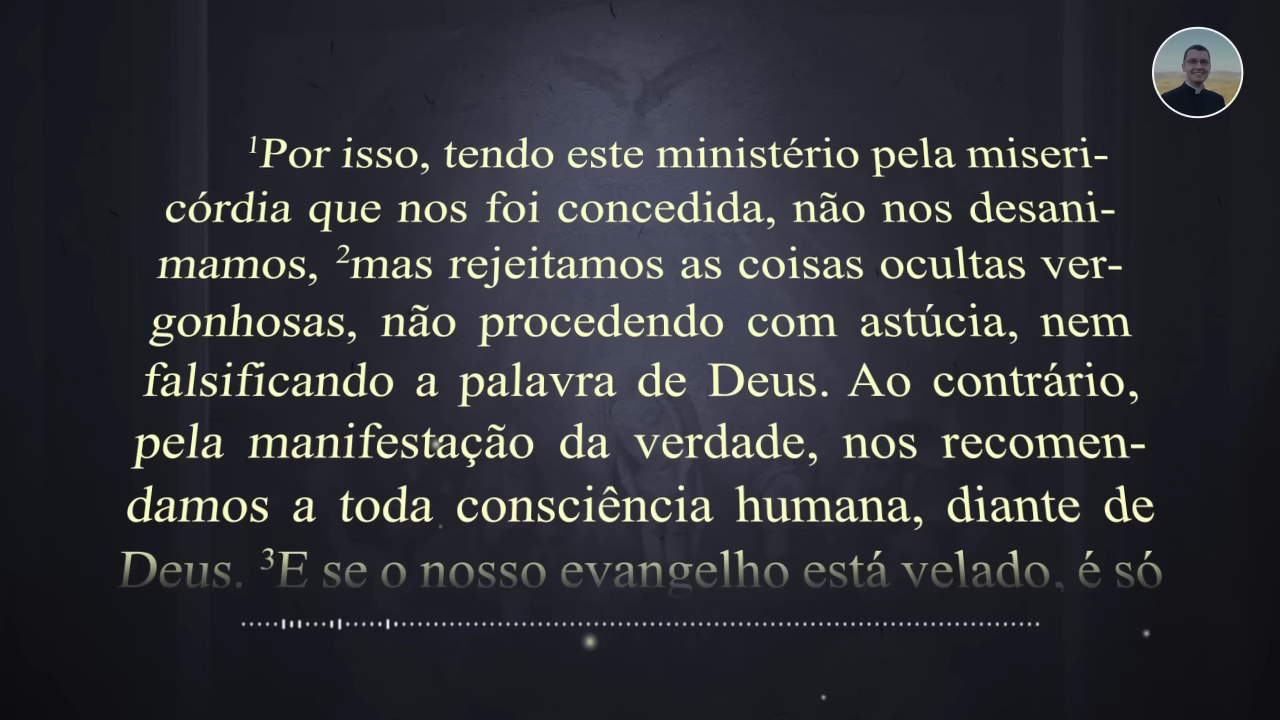 ¹Por isso, tendo este ministério pela miseri-
córdia que nos foi concedida, não nos desani-
mamos, ²mas rejeitamos as coisas ocultas ver-
gonhosas, não procedendo com astúcia, nem
falsificando a palavra de Deus. Ao contrário,
pela manifestação da verdade, nos recomen-
damos a toda consciência humana, diante de
Deus. ³E se o nosso evangelho está velado, é só